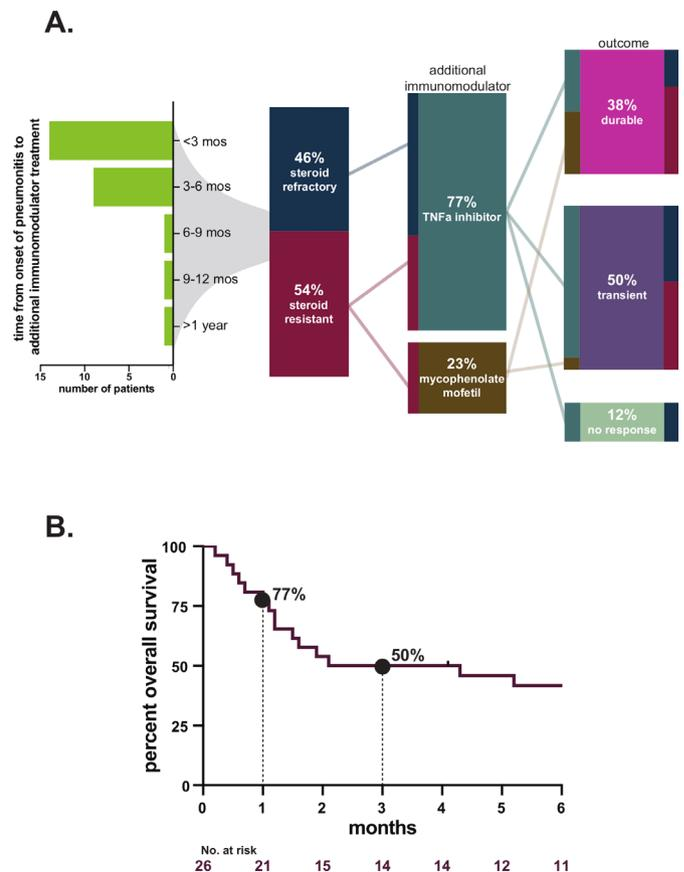 A.
time from onset of pneumonitis to
additional immunomodulator treatment
<3 mos
3-6 mos
6-9 mos
9-12 mos
>1 year
15 10 5 0
number of patients
46%
steroid
refractory
54%
steroid
resistant
additional
immunomodulator
77%
TNFa inhibitor
23%
mycophenolate
mofetil
outcome
38%
durable
50%
transient
12%
no response
B.
percent overall survival
100
75
50
25
0
77%
50%
0 1 2 3 4 5 6
months
No. at risk
26 21 15 14 14 12 11